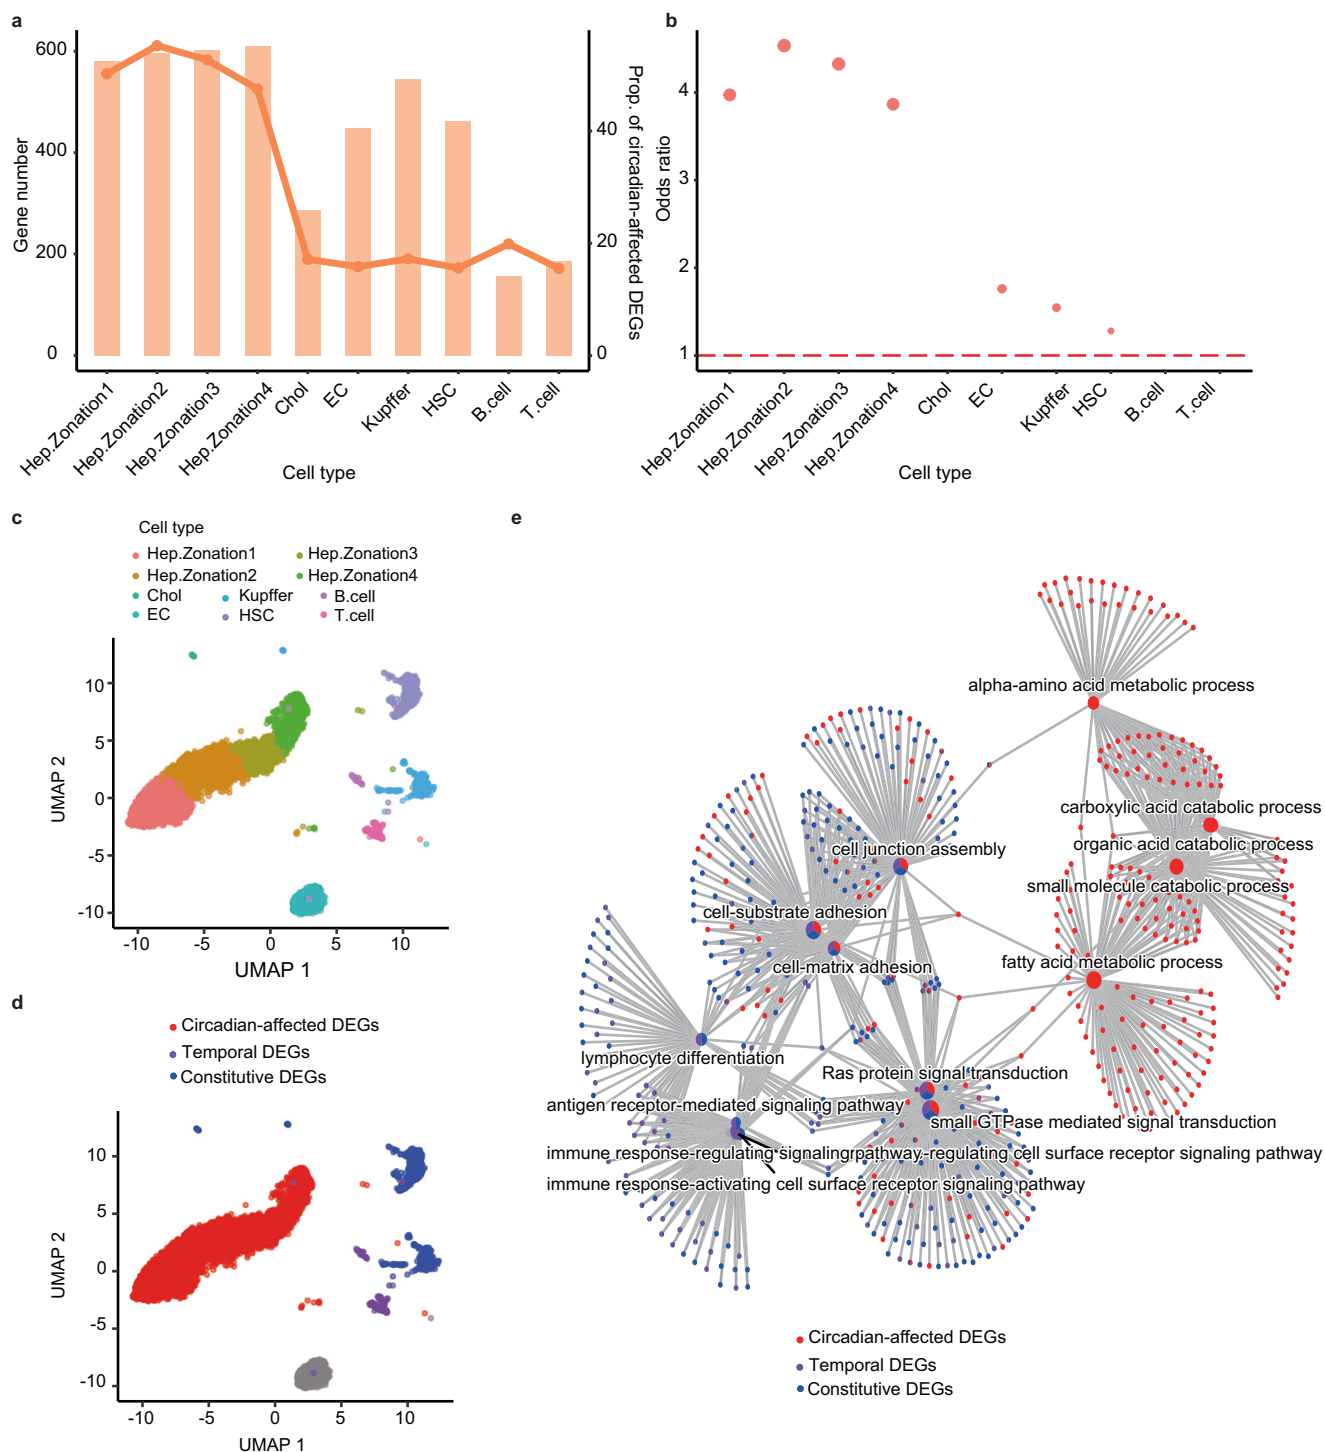 a
600
400
200
0
Gene number
40
20
0
Prop. of circadian-affected DEGs
Hep.Zonation1
Hep.Zonation2
Hep.Zonation3
Hep.Zonation4
Chol
EC
Kupffer
HSC
B.cell
T.cell
Cell type
b
4
3
2
1
Odds ratio
Hep.Zonation1
Hep.Zonation2
Hep.Zonation3
Hep.Zonation4
Chol
EC
Kupffer
HSC
B.cell
T.cell
Cell type
c
Cell type
Hep.Zonation1
Hep.Zonation3
Hep.Zonation2
Hep.Zonation4
Chol
Kupffer
B.cell
EC
HSC
T.cell
10
5
0
-5
-10
UMAP 2
-10 -5 0 5 10
UMAP 1
d
Circadian-affected DEGs
Temporal DEGs
Constitutive DEGs
10
5
0
-5
-10
UMAP 2
-10 -5 0 5 10
UMAP 1
e
alpha-amino acid metabolic process
carboxylic acid catabolic process
cell junction assembly
organic acid catabolic process
small molecule catabolic process
cell-substrate adhesion
fatty acid metabolic process
cell-matrix adhesion
lymphocyte differentiation
Ras protein signal transduction
antigen receptor-mediated signaling pathway
small GTPase mediated signal transduction
immune response-regulating signaling pathway
-regulating cell surface receptor signaling pathway
immune response-activating cell surface receptor signaling pathway
Circadian-affected DEGs
Temporal DEGs
Constitutive DEGs